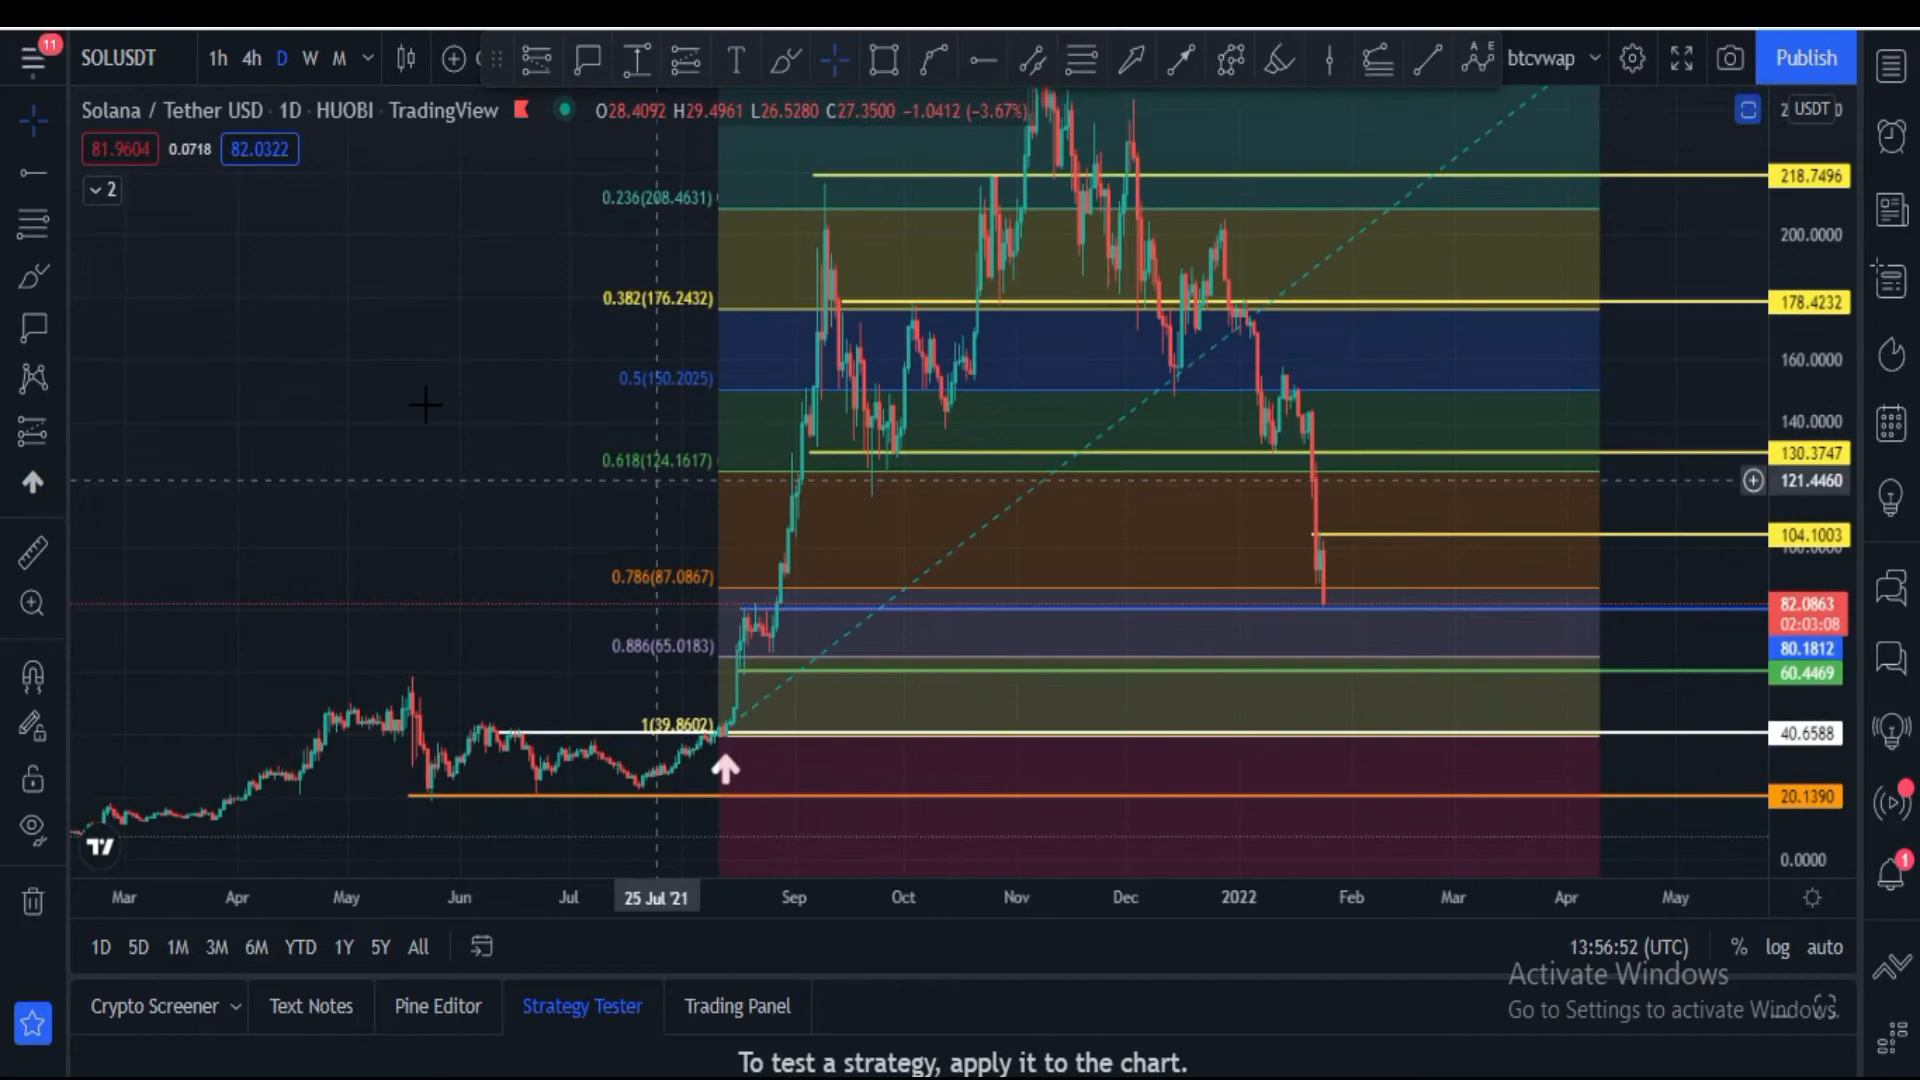 11
SOLUSDT
1h 4h D W M
T
A E
btcvwap
Publish
Solana / Tether USD · 1D · HUOBI · TradingView
O28.4092 H29.4961 L26.5280 C27.3500 −1.0412 (−3.67%)
USDT
81.9604 0.0718 82.0322
2
218.7496
0.236(208.4631)
200.0000
0.382(176.2432)
178.4232
160.0000
0.5(150.2025)
140.0000
130.3747
0.618(124.1617)
121.4460
104.1003
0.786(87.0867)
82.0863
02:03:08
80.1812
0.886(65.0183)
60.4469
1(39.8602)
40.6588
20.1390
0.0000
Mar Apr May Jun Jul 25 Jul '21 Sep Oct Nov Dec 2022 Feb Mar Apr May
1D 5D 1M 3M 6M YTD 1Y 5Y All
13:56:52 (UTC) % log auto
Activate Windows
Go to Settings to activate Windows.
Crypto Screener Text Notes Pine Editor Strategy Tester Trading Panel
To test a strategy, apply it to the chart.
1